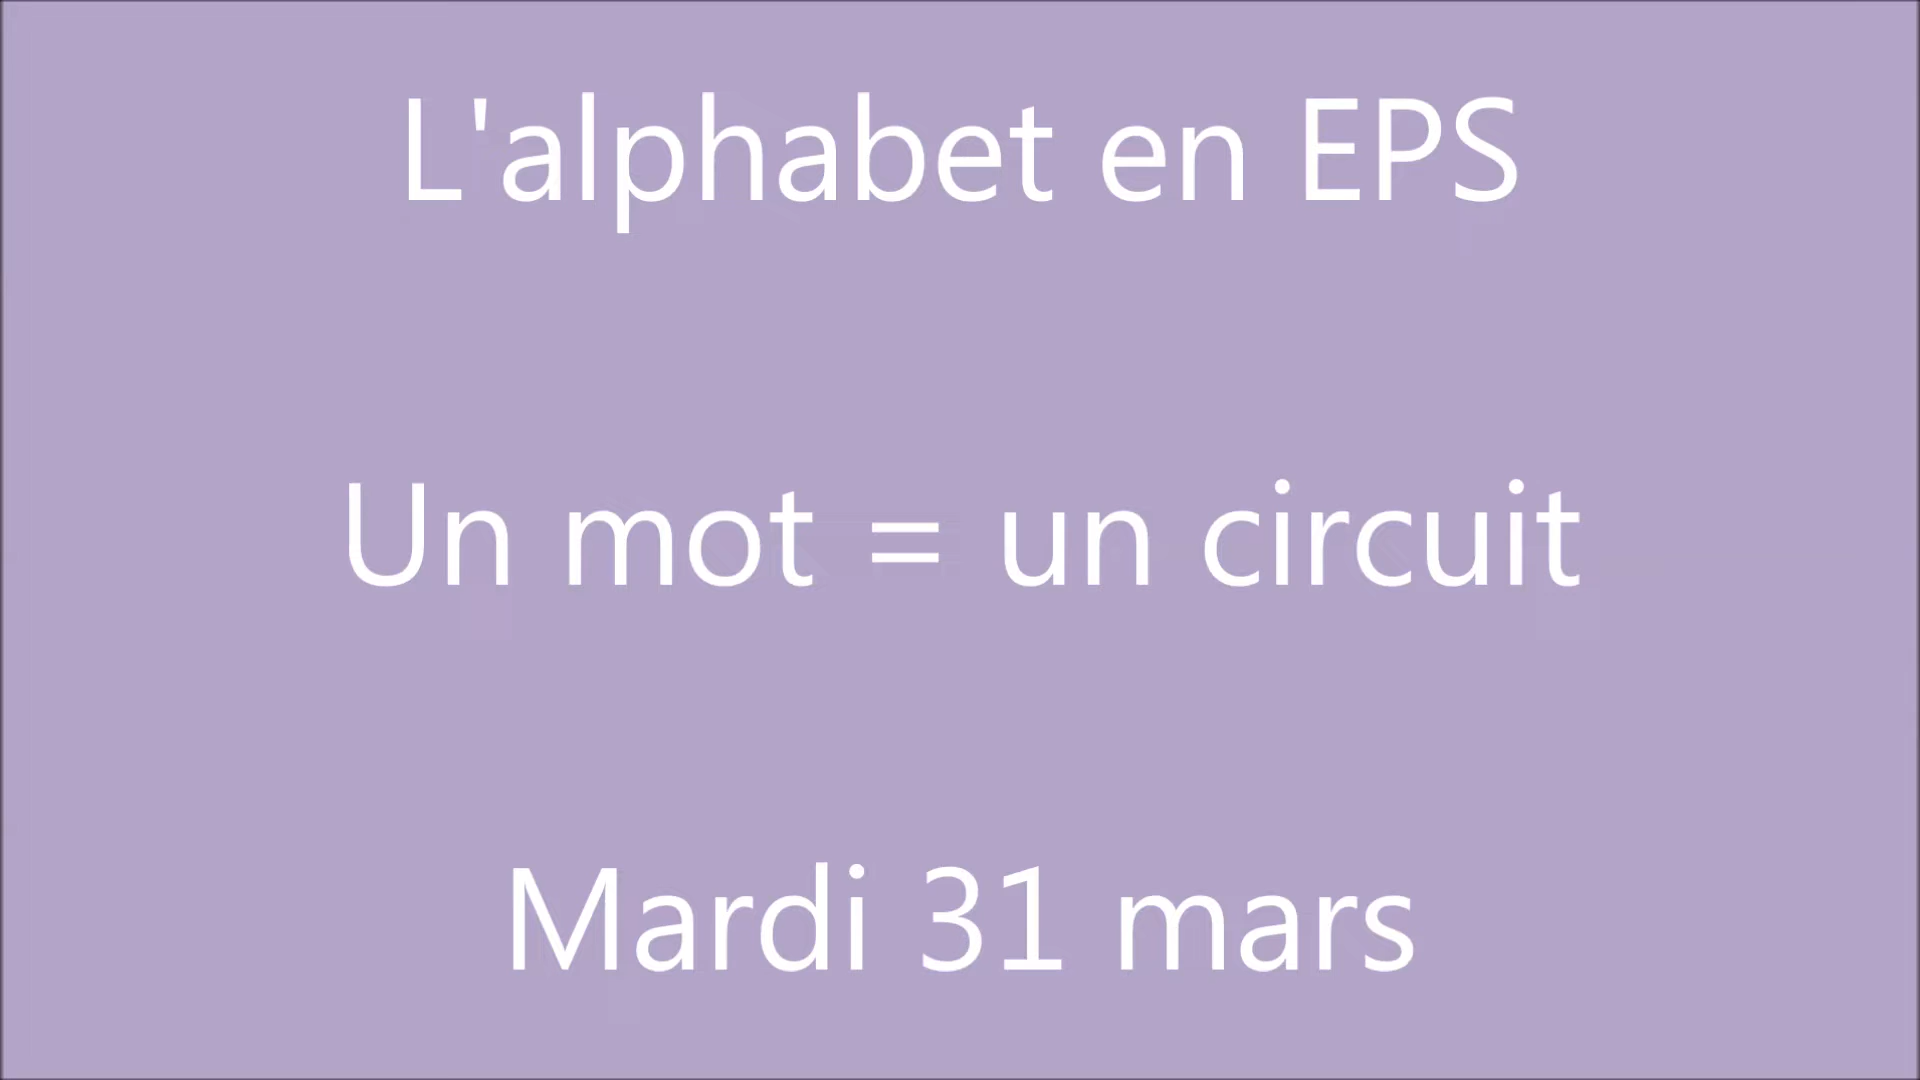 L'alphabet en EPS
Un mot = un circuit
Mardi 31 mars